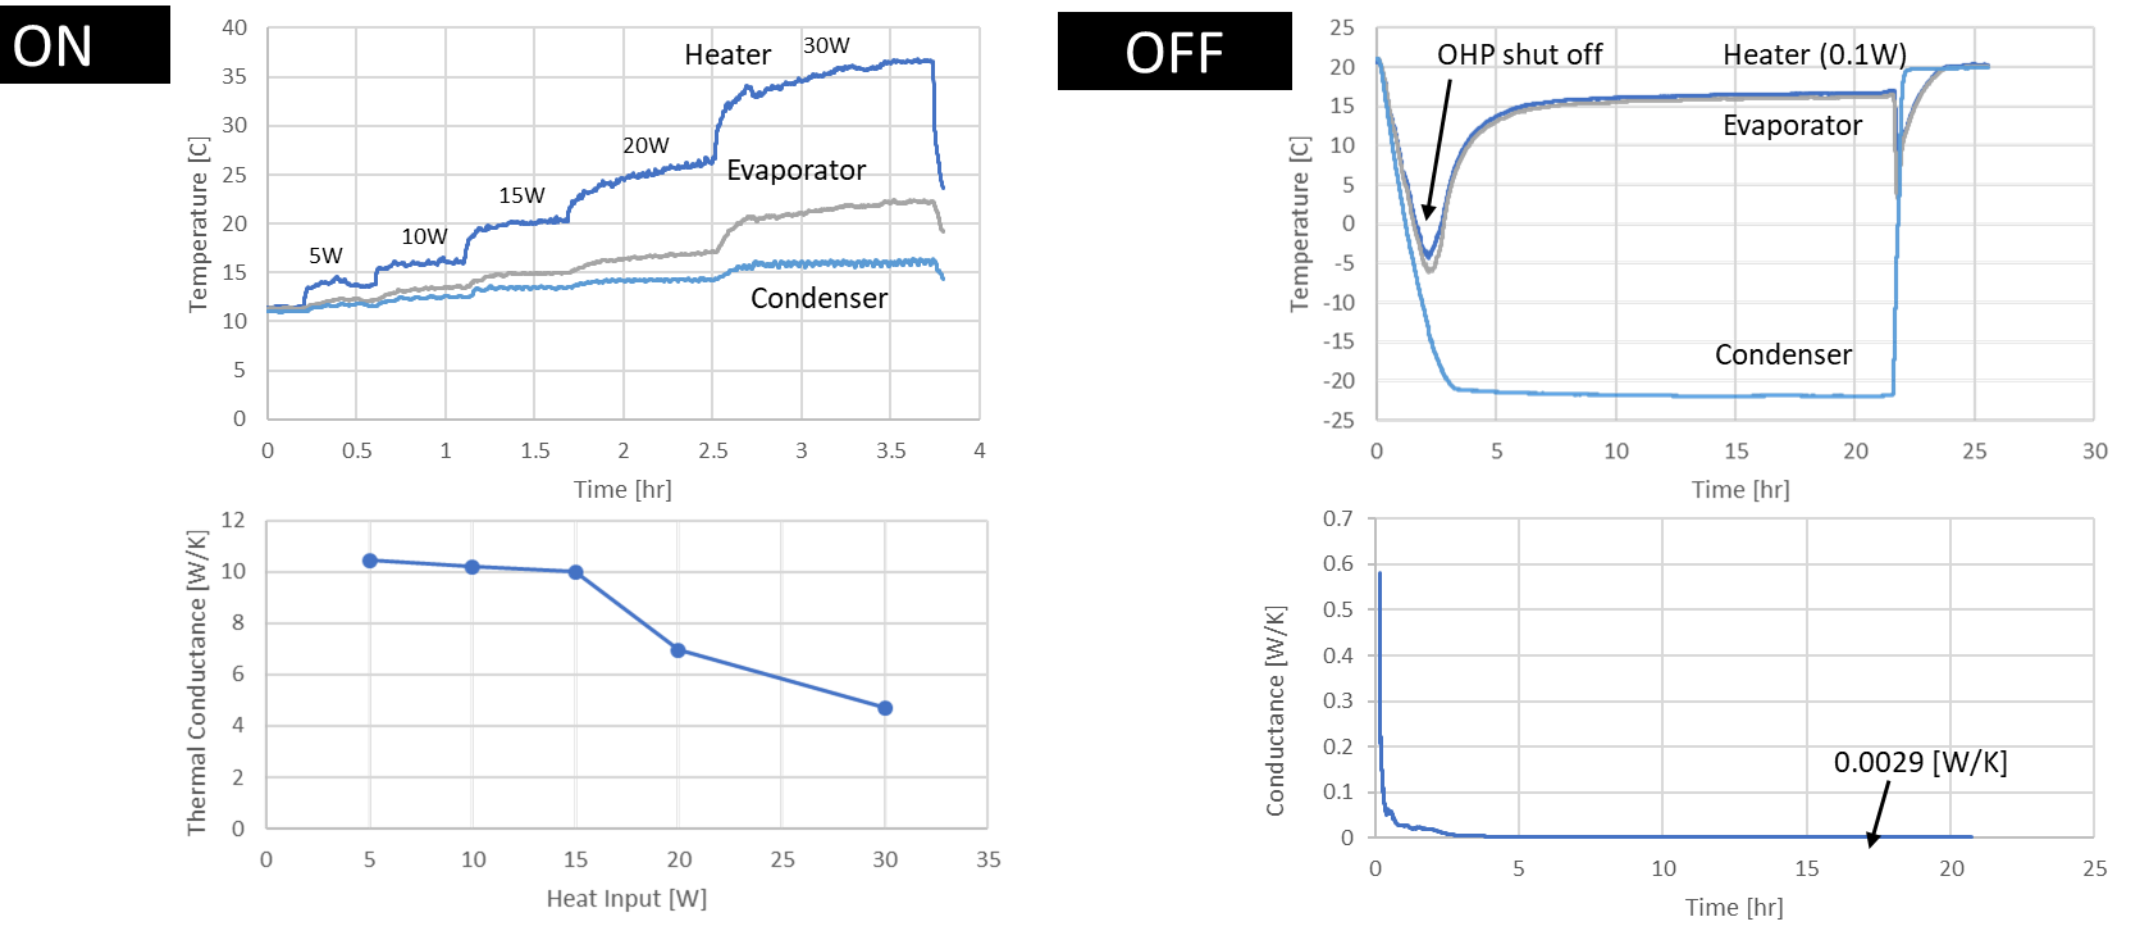 ON
40
35
30
25
20
15
10
5
0
Temperature [C]
Heater
30W
20W
Evaporator
15W
10W
5W
Condenser
0 0.5 1 1.5 2 2.5 3 3.5 4
Time [hr]
12
10
8
6
4
2
0
Thermal Conductance [W/K]
0 5 10 15 20 25 30 35
Heat Input [W]
OFF
25
20
15
10
5
0
-5
-10
-15
-20
-25
Temperature [C]
OHP shut off
Heater (0.1W)
Evaporator
Condenser
0 5 10 15 20 25 30
Time [hr]
0.7
0.6
0.5
0.4
0.3
0.2
0.1
0
Conductance [W/K]
0.0029 [W/K]
0 5 10 15 20 25
Time [hr]